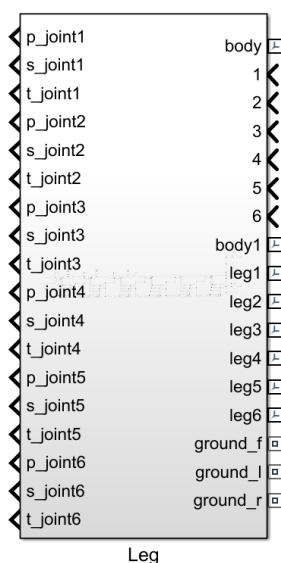 p_joint1
s_joint1
t_joint1
p_joint2
s_joint2
t_joint2
p_joint3
s_joint3
t_joint3
p_joint4
s_joint4
t_joint4
p_joint5
s_joint5
t_joint5
p_joint6
s_joint6
t_joint6
body
1
2
3
4
5
6
body1
leg1
leg2
leg3
leg4
leg5
leg6
ground_f
ground_l
ground_r
Leg